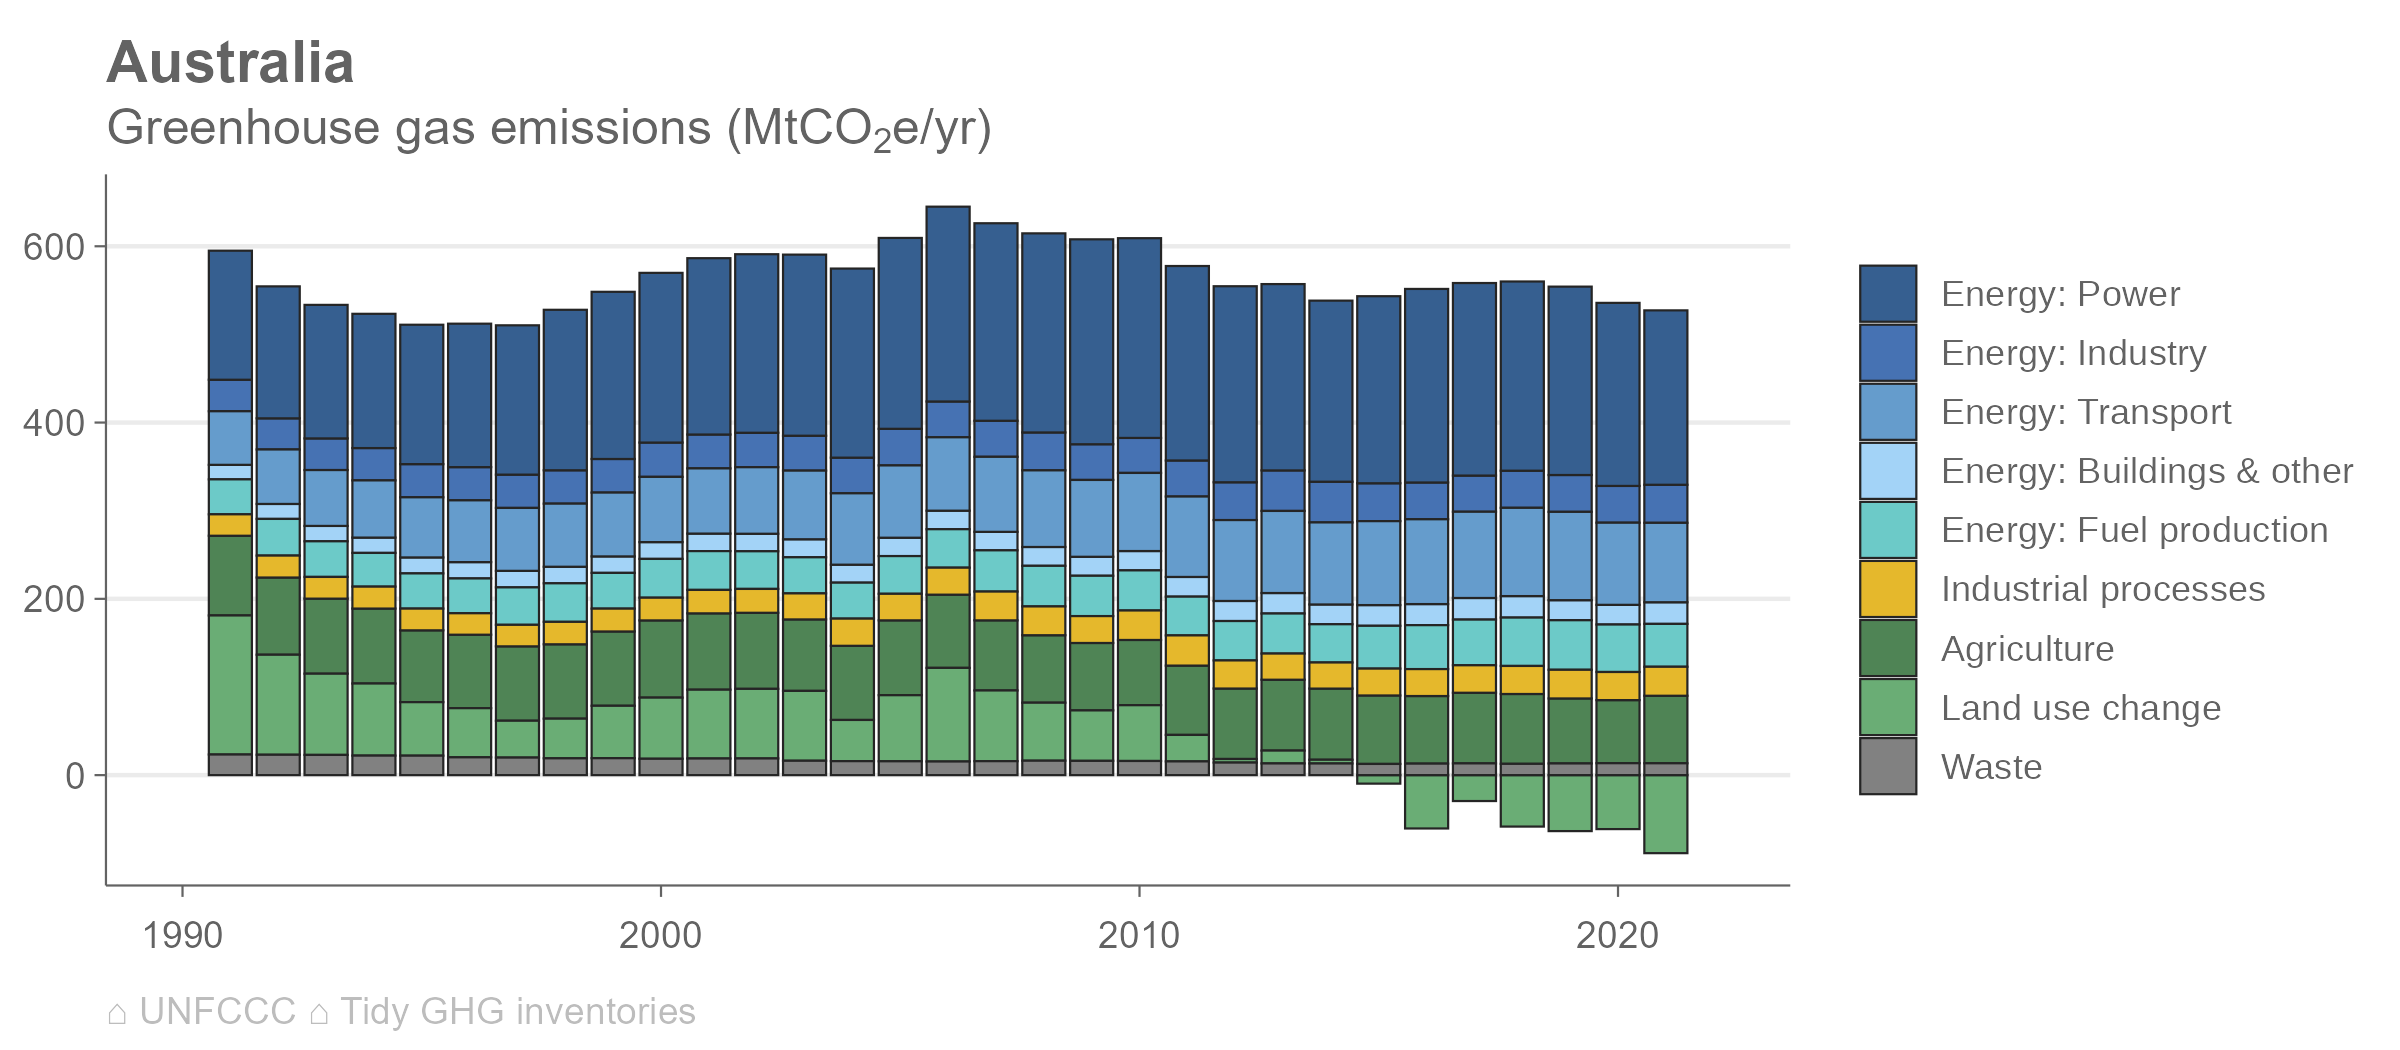 Australia
Greenhouse gas emissions (MtCO₂e/yr)
600
400
200
0
1990 2000 2010 2020
Energy: Power
Energy: Industry
Energy: Transport
Energy: Buildings & other
Energy: Fuel production
Industrial processes
Agriculture
Land use change
Waste
⌂ UNFCCC ⌂ Tidy GHG inventories